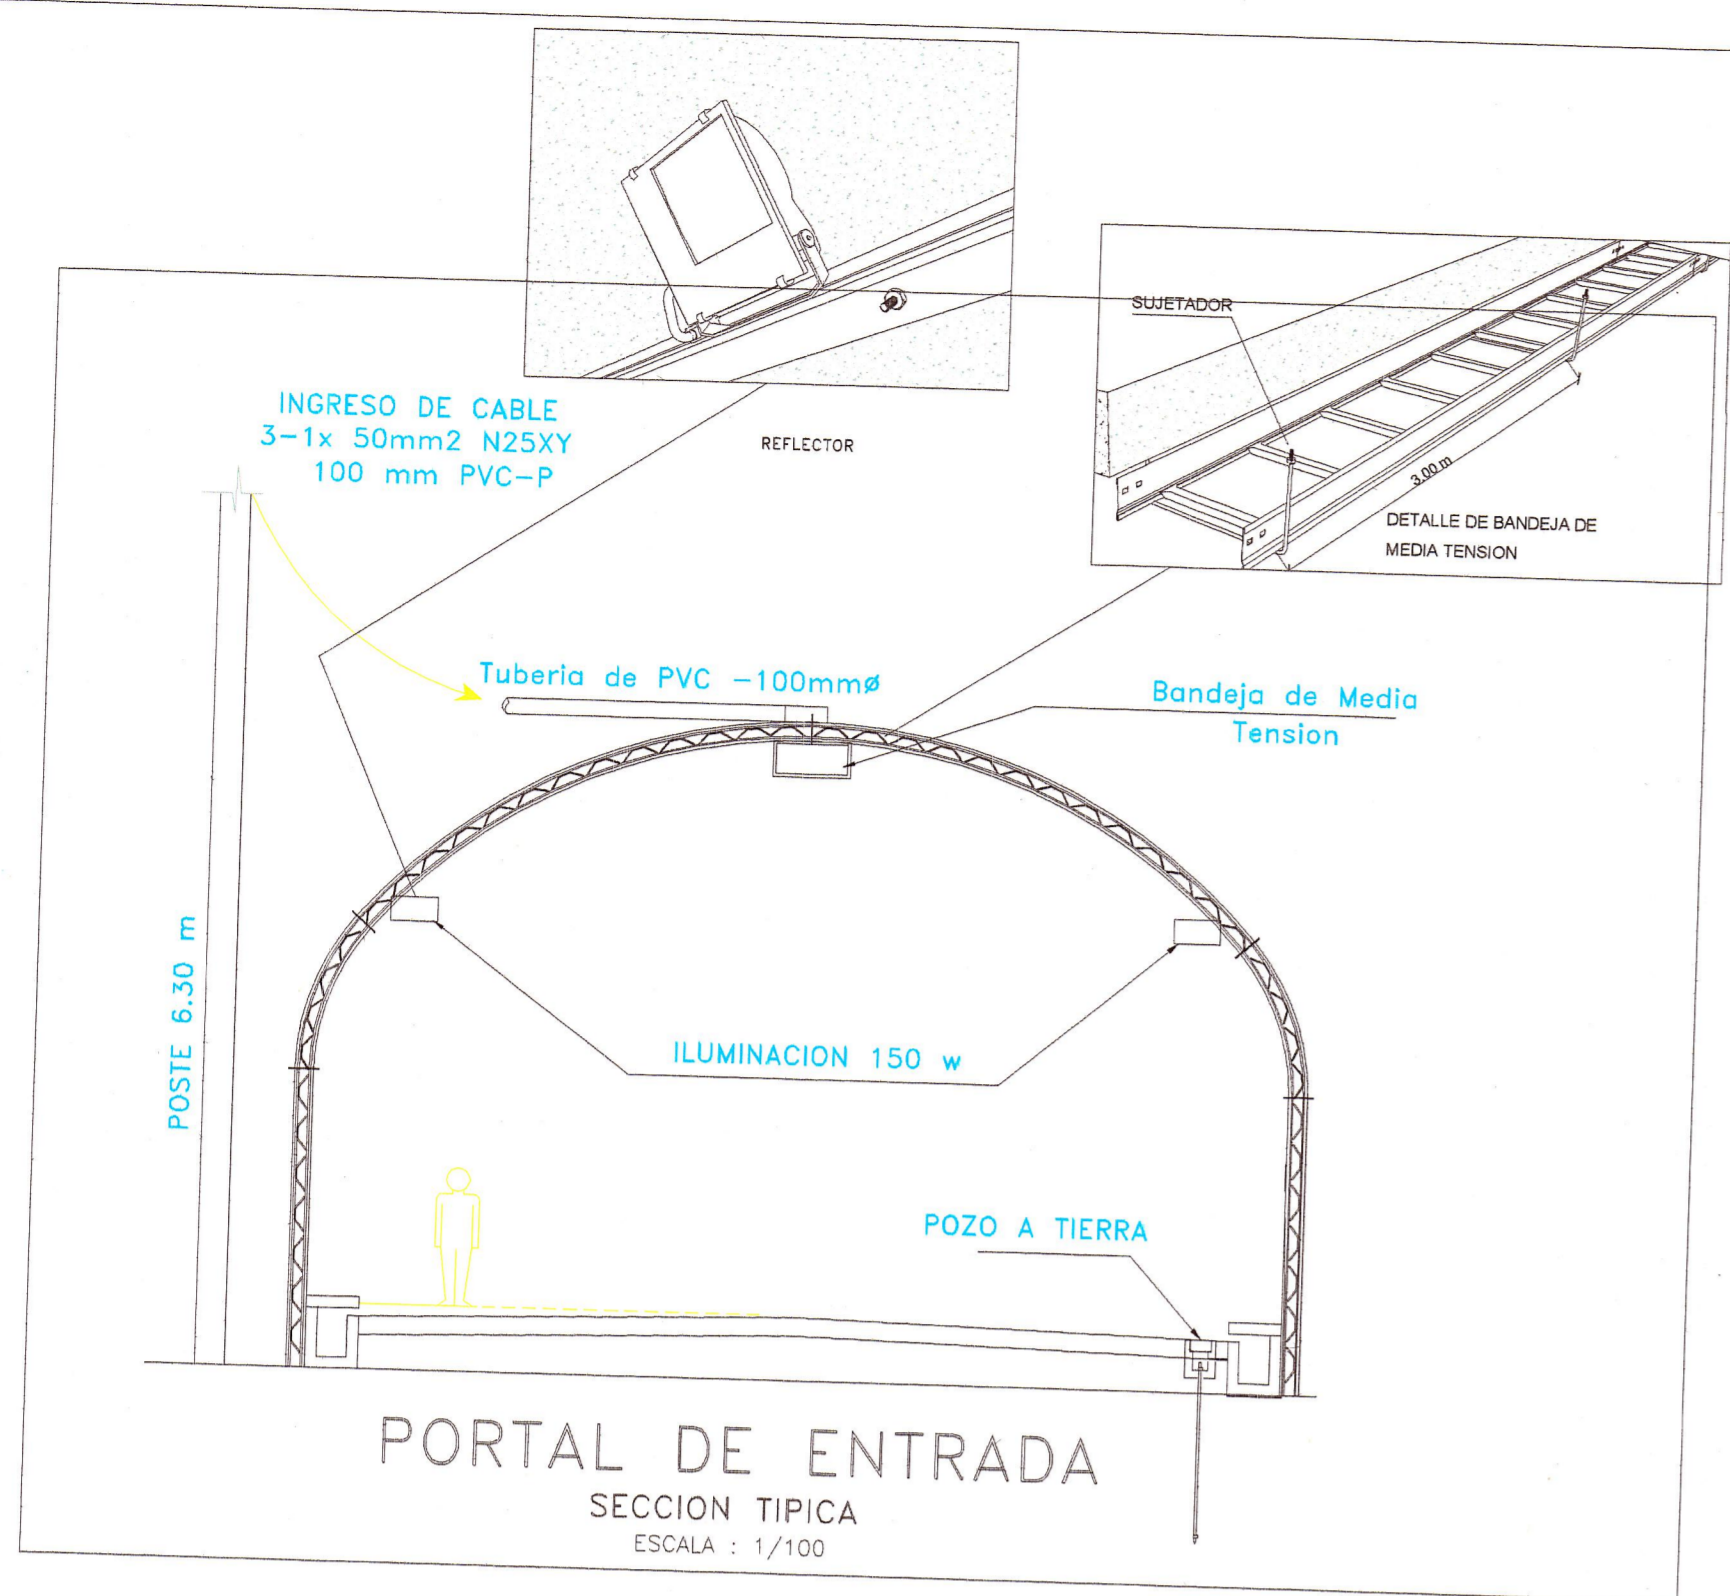 SUJETADOR
INGRESO DE CABLE
3-1x 50mm2 N25XY
100 mm PVC-P
REFLECTOR
3.00 m
DETALLE DE BANDEJA DE
MEDIA TENSION
Tuberia de PVC -100mmø
Bandeja de Media
Tension
POSTE 6.30 m
ILUMINACION 150 w
POZO A TIERRA
PORTAL DE ENTRADA
SECCION TIPICA
ESCALA : 1/100